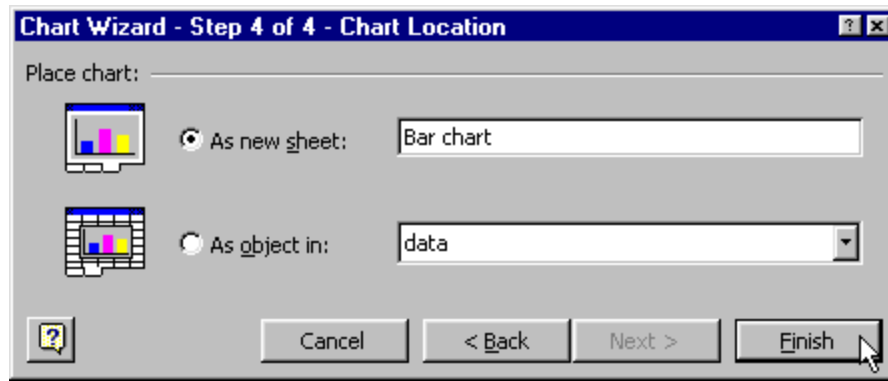 Chart Wizard - Step 4 of 4 - Chart Location ? ×
Place chart:
As new sheet: Bar chart
As object in: data
? Cancel < Back Next > Finish